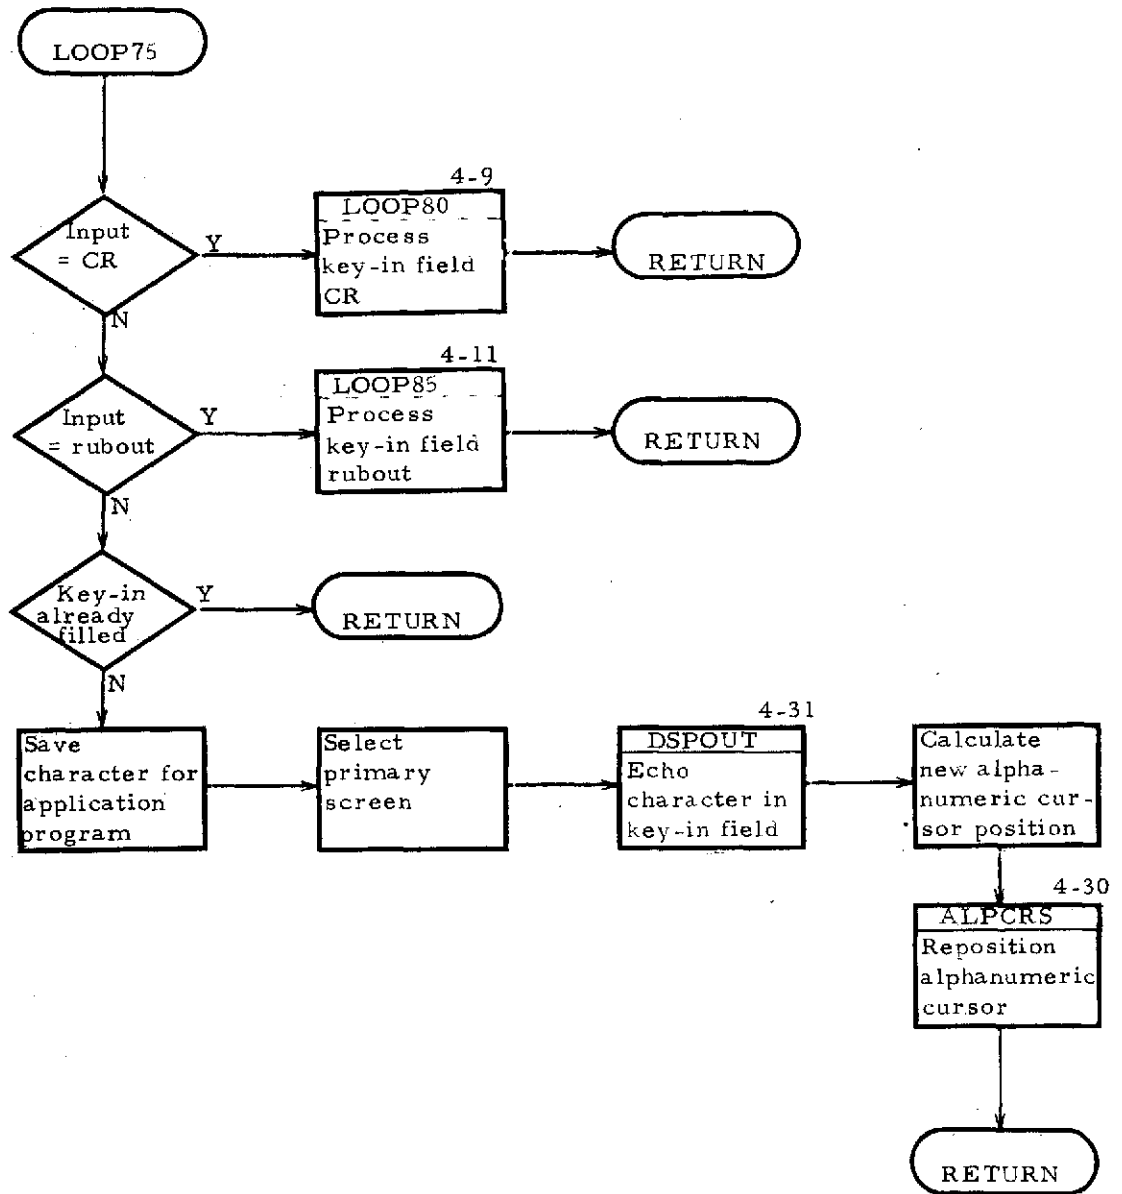 LOOP75
Input
= CR
Y
N
4-9
LOOP80
Process
key-in field
CR
RETURN
Input
= rubout
Y
N
4-11
LOOP85
Process
key-in field
rubout
RETURN
Key-in
already
filled
Y
N
RETURN
Save
character for
application
program
Select
primary
screen
4-31
DSPOUT
Echo
character in
key-in field
Calculate
new alpha-
numeric cur-
sor position
4-30
ALPCRS
Reposition
alphanumeric
cursor
RETURN